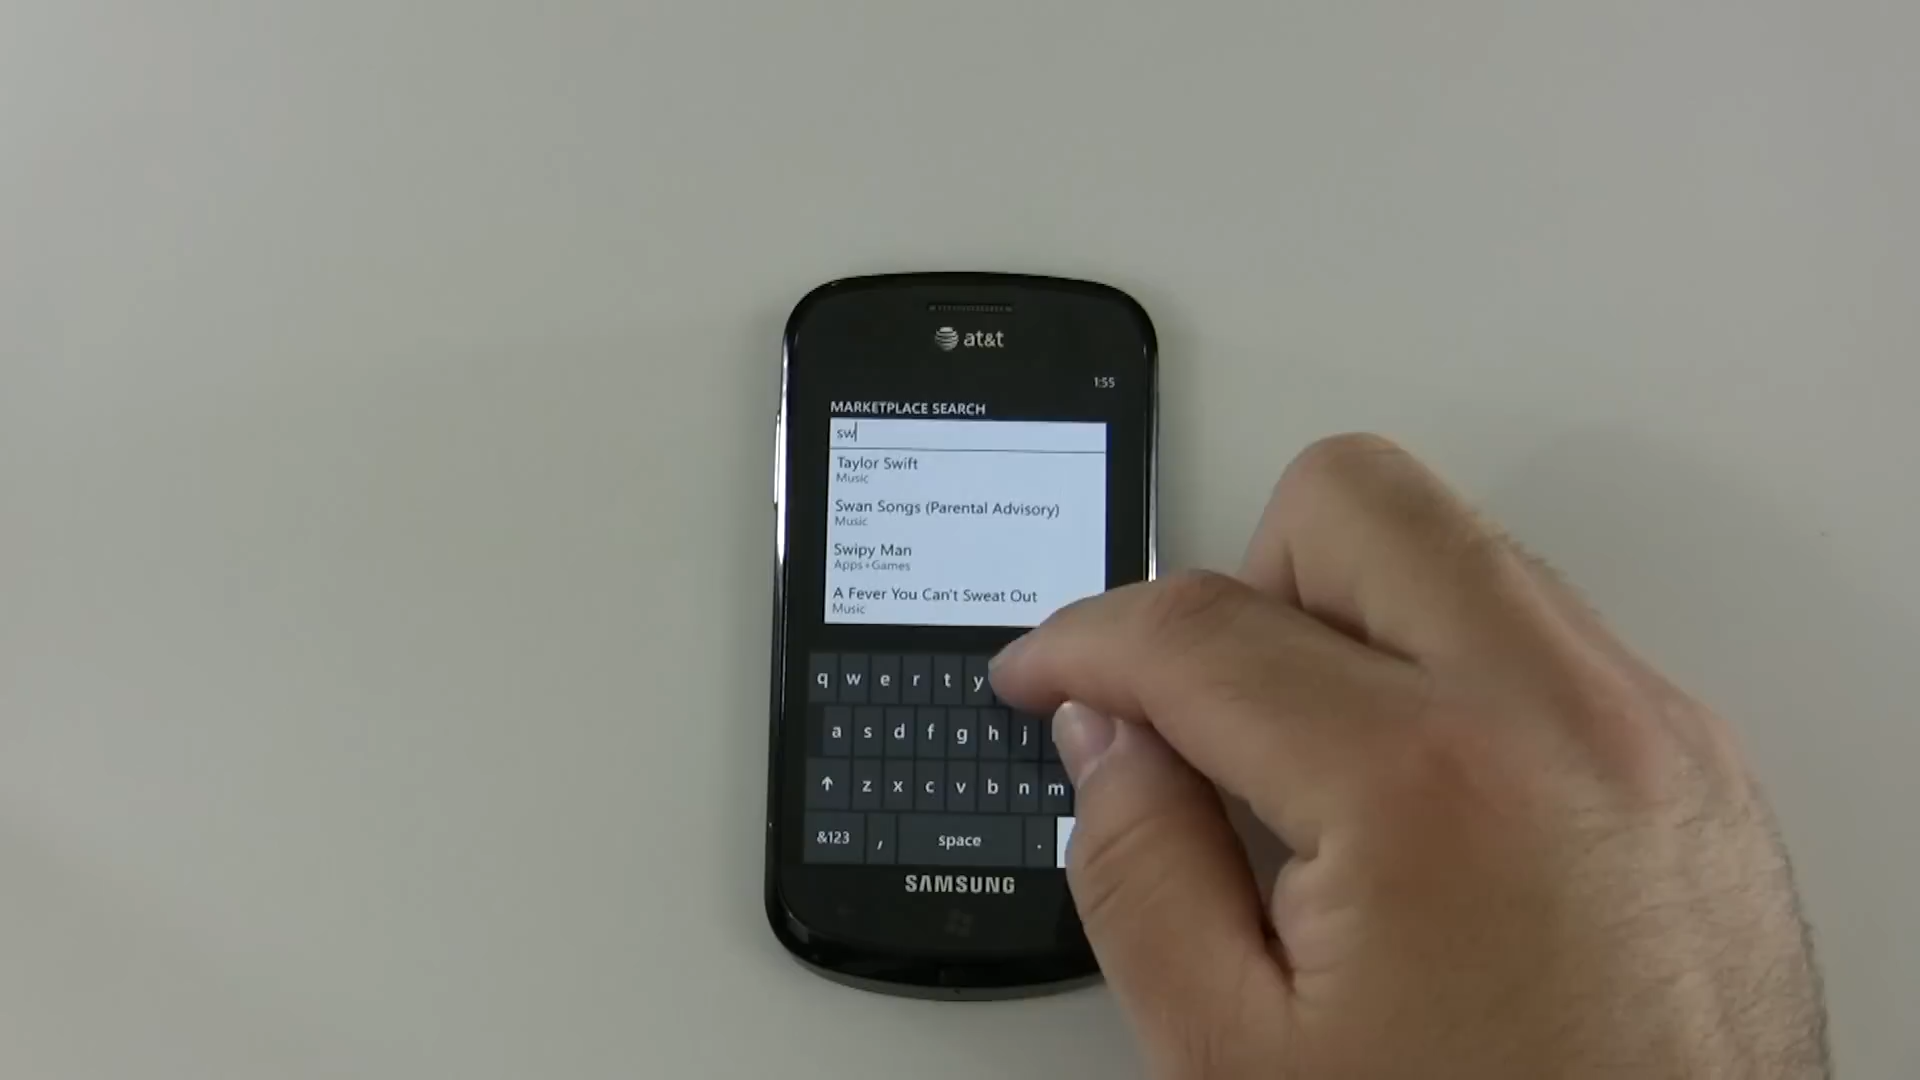 at&t
1:55
MARKETPLACE SEARCH
sw
Taylor Swift
Music
Swan Songs (Parental Advisory)
Music
Swipy Man
Apps+Games
A Fever You Can't Sweat Out
Music
q w e r t y
a s d f g h j
z x c v b n m
&123 , space .
SAMSUNG